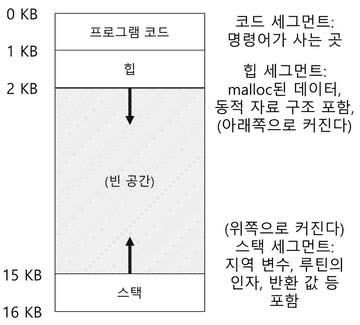 0 KB
프로그램 코드
코드 세그먼트:
명령어가 사는 곳
1 KB
힙
힙 세그먼트:
malloc된 데이터,
동적 자료 구조 포함,
(아래쪽으로 커진다)
2 KB
(빈 공간)
(위쪽으로 커진다)
스택 세그먼트:
지역 변수, 루틴의
인자, 반환 값 등
포함
15 KB
스택
16 KB